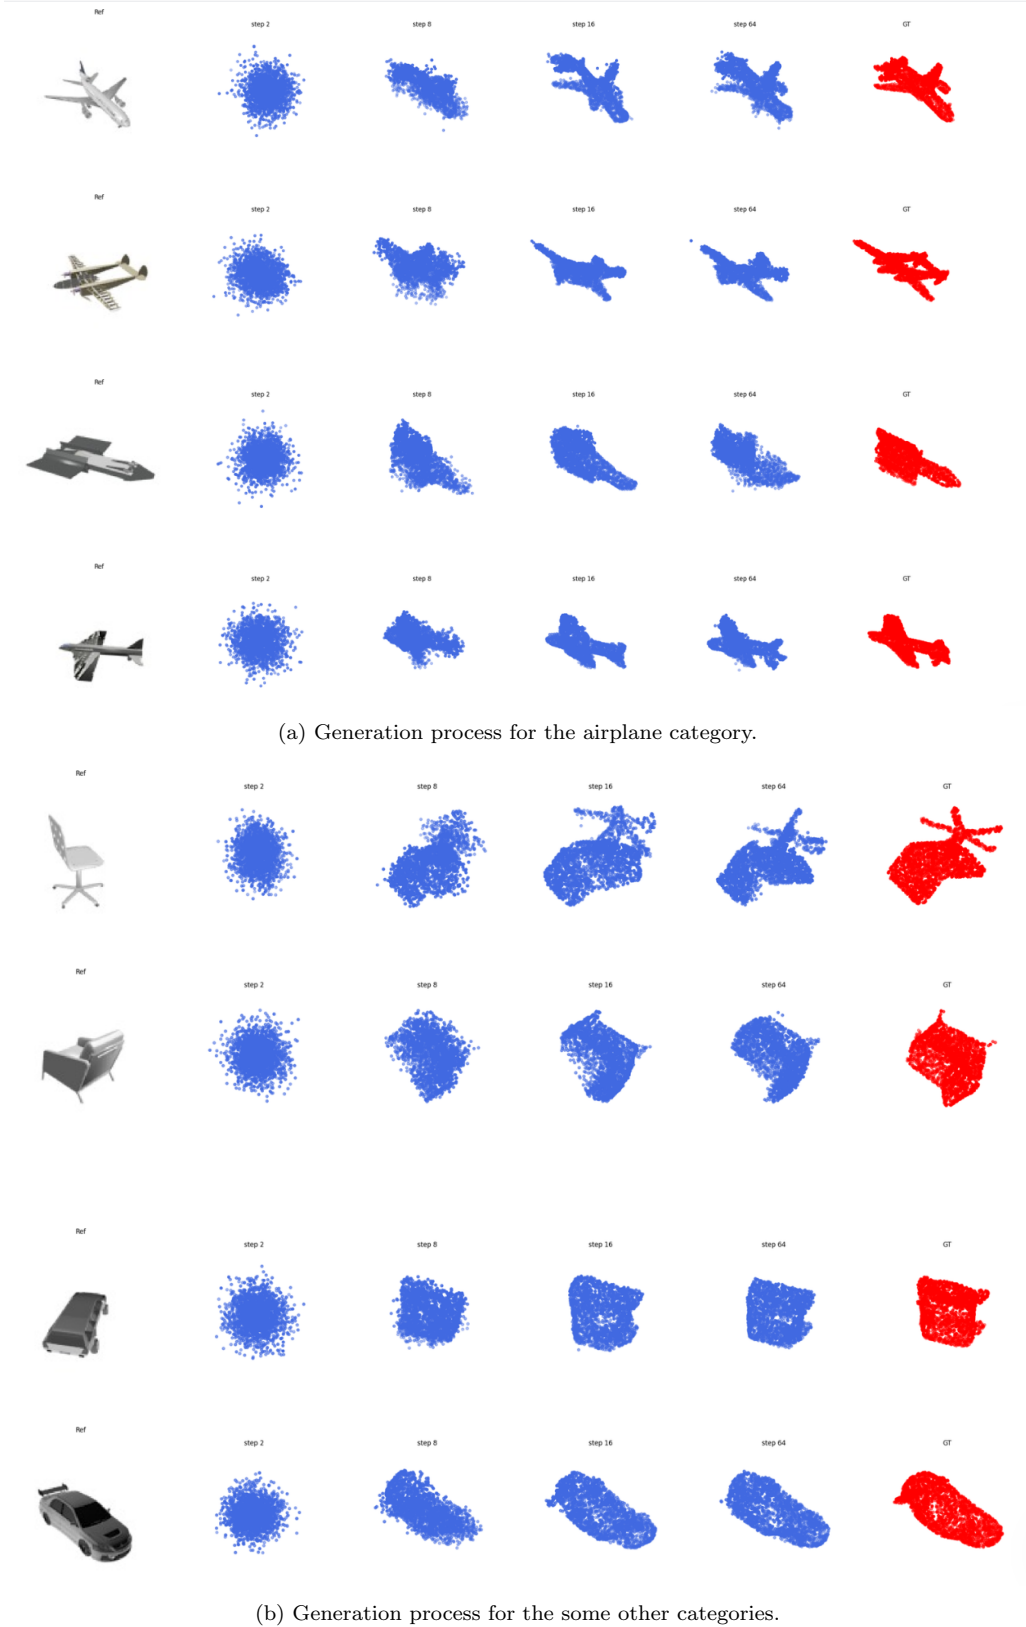 Ref
step 2
step 8
step 16
step 64
GT
Ref
step 2
step 8
step 16
step 64
GT
Ref
step 2
step 8
step 16
step 64
GT
Ref
step 2
step 8
step 16
step 64
GT
(a) Generation process for the airplane category.
Ref
step 2
step 8
step 16
step 64
GT
Ref
step 2
step 8
step 16
step 64
GT
Ref
step 2
step 8
step 16
step 64
GT
Ref
step 2
step 8
step 16
step 64
GT
(b) Generation process for the some other categories.